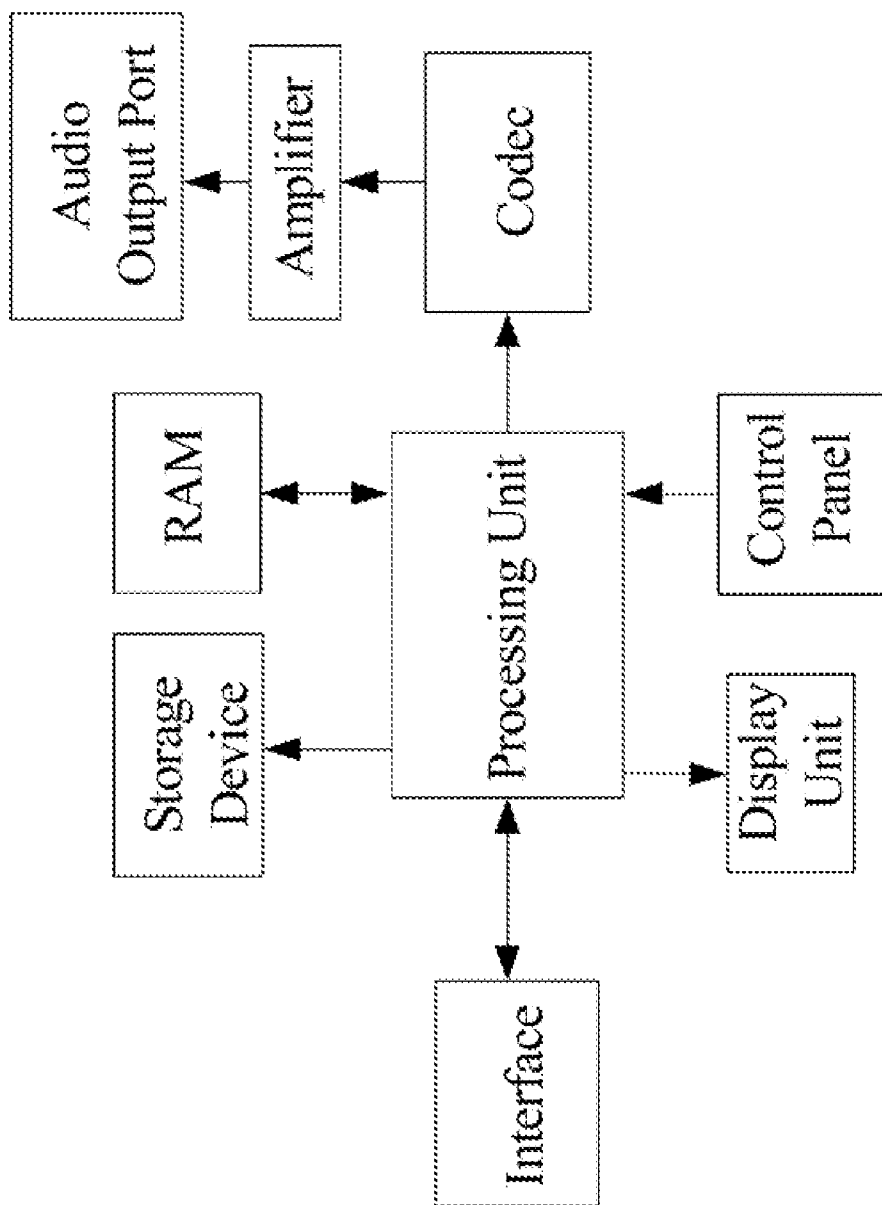 Audio
Output Port
Amplifier
Codec
RAM
Storage
Device
Processing Unit
Control
Panel
Display
Unit
Interface